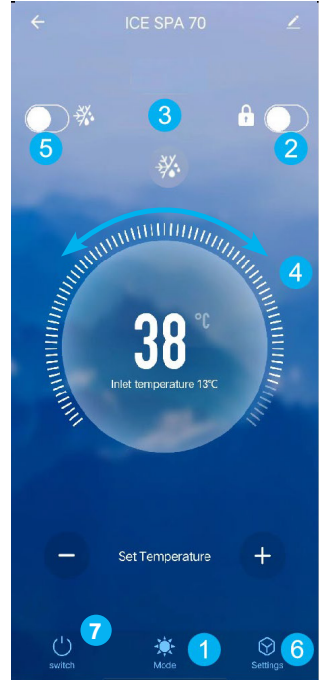 ICE SPA 70
3
5
2
4
38 °C
Inlet temperature 13°C
Set Temperature
7
1
6
switch
Mode
Settings